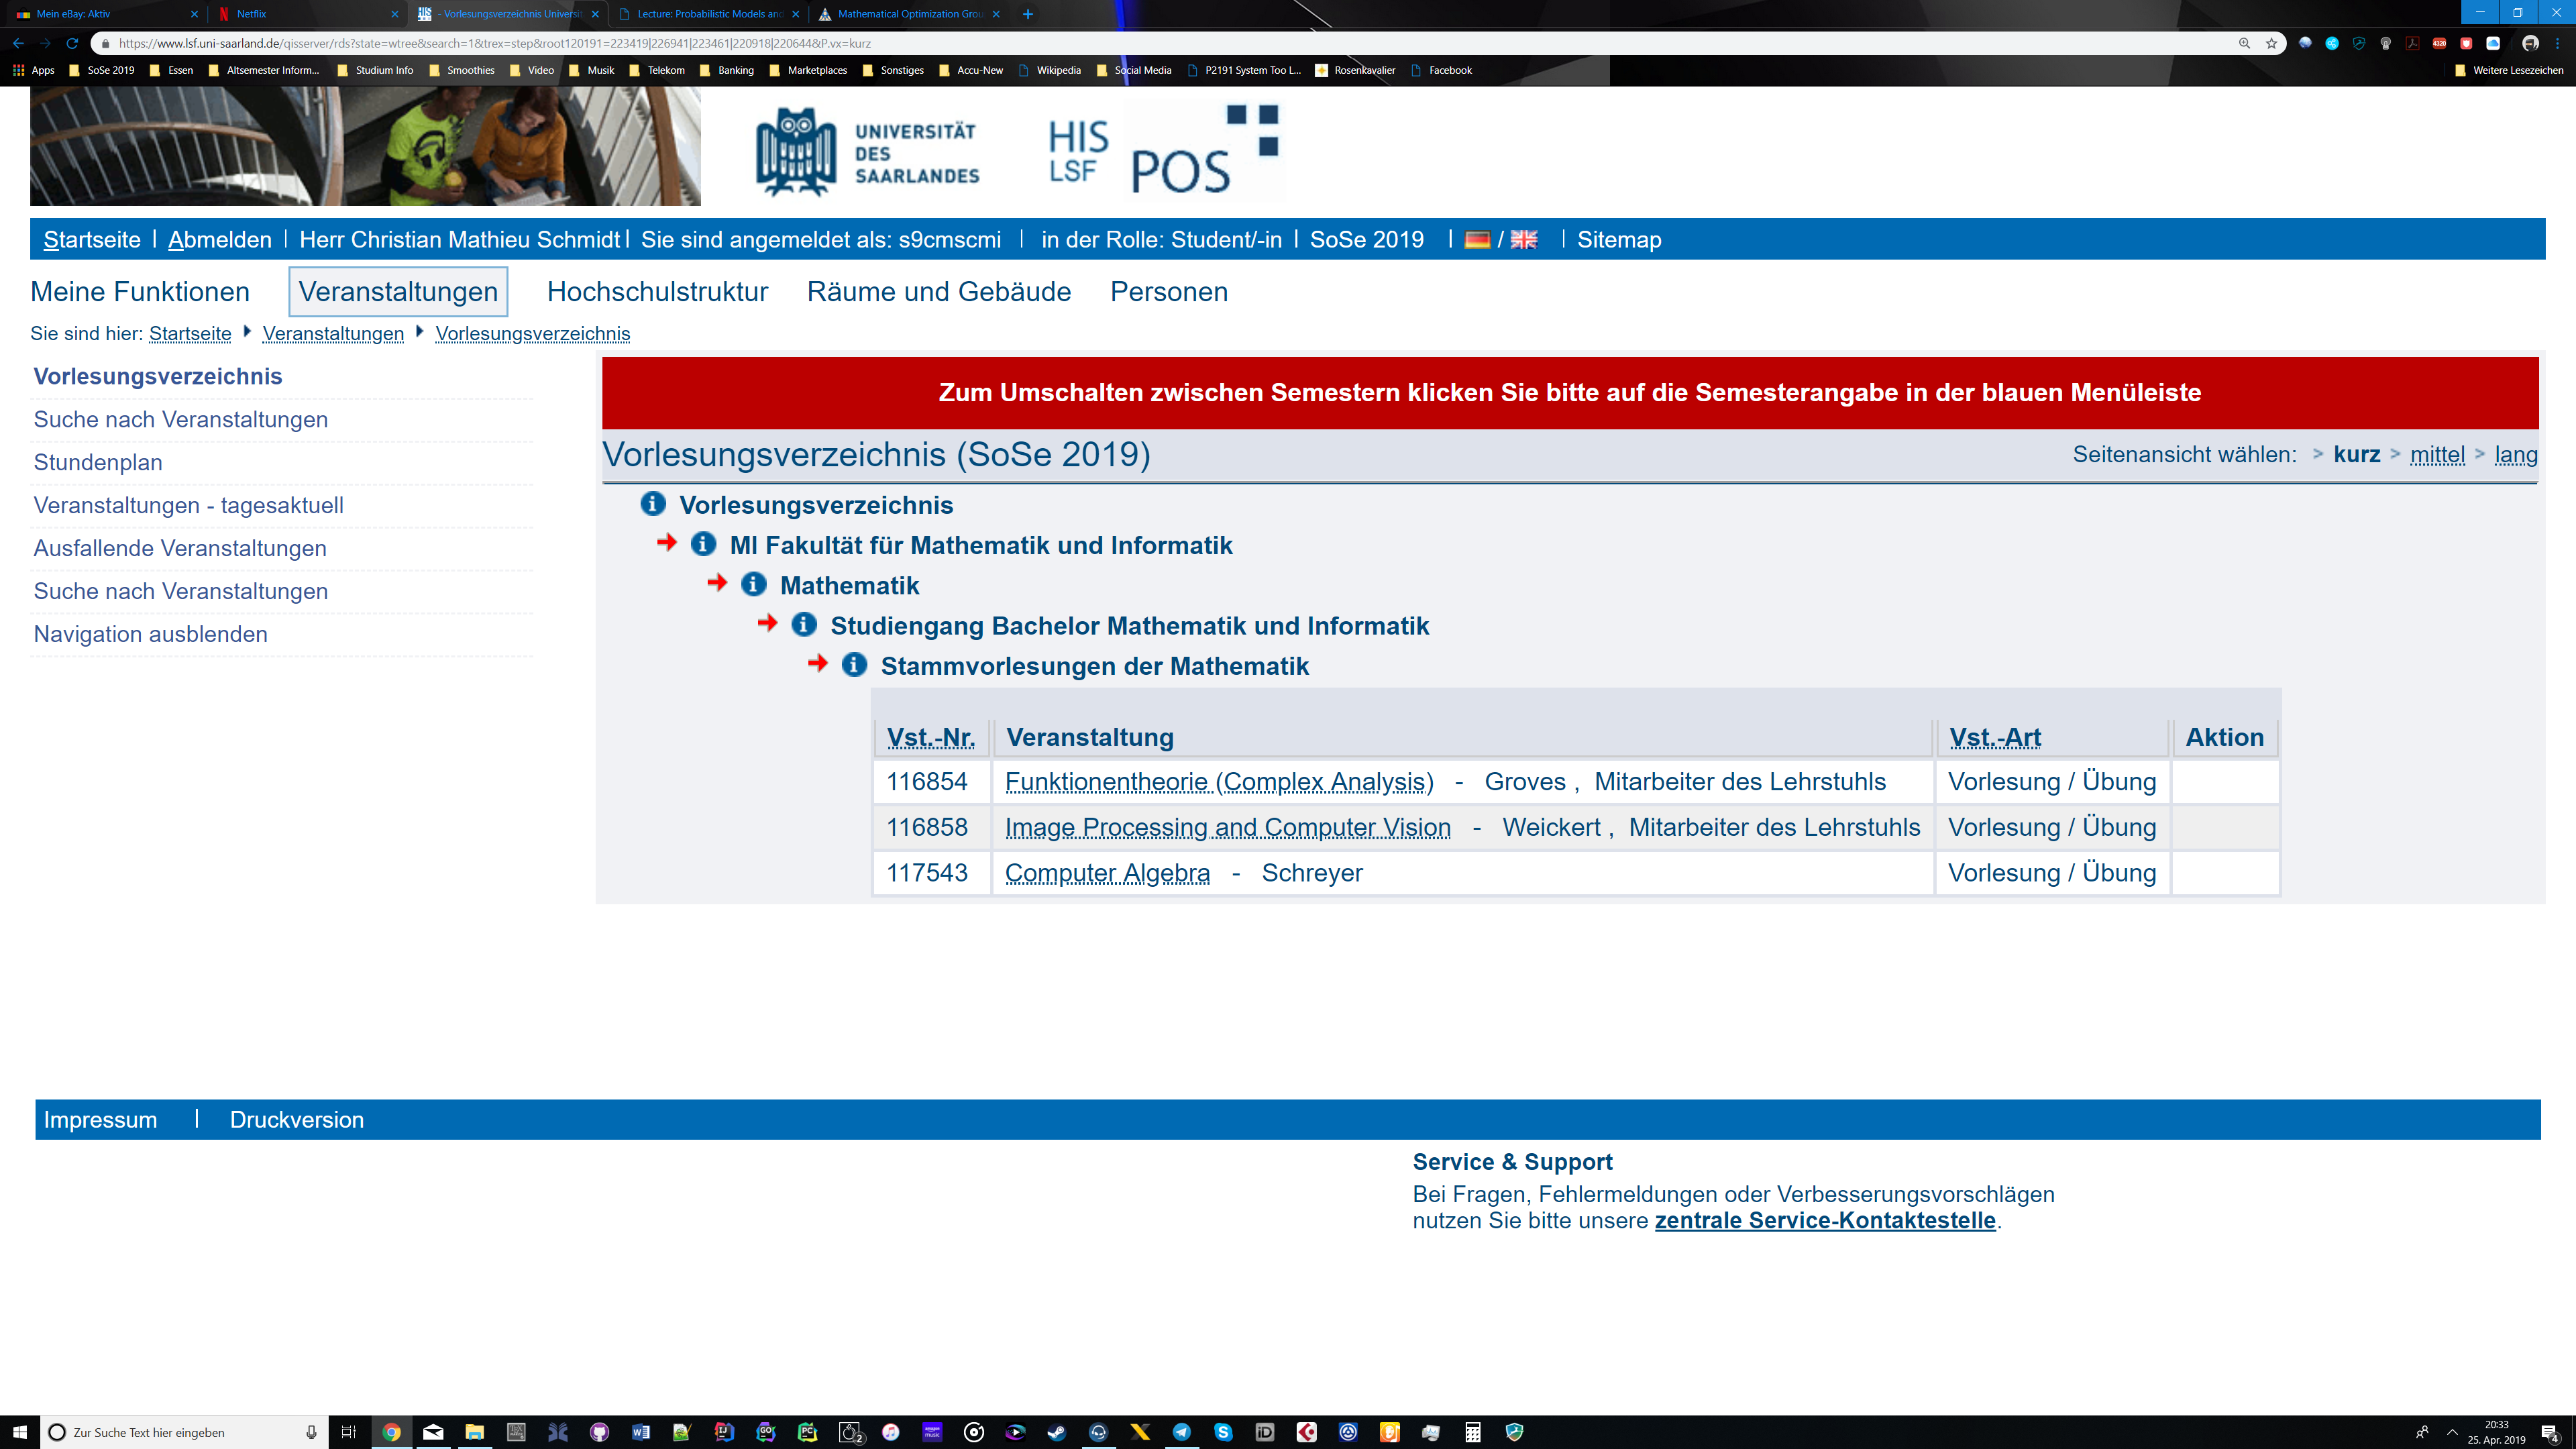 Mein eBay: Aktiv
Netflix
HIS - Vorlesungsverzeichnis Universit
Lecture: Probabilistic Models and
Mathematical Optimization Grou
https://www.lsf.uni-saarland.de/qisserver/rds?state=wtree&search=1&trex=step&root120191=223419|226941|223461|220918|220644&P.vx=kurz
4320
Apps SoSe 2019 Essen Altsemester Inform... Studium Info Smoothies Video Musik Telekom Banking Marketplaces Sonstiges Accu-New Wikipedia Social Media P2191 System Too L... Rosenkavalier Facebook Weitere Lesezeichen
UNIVERSITÄT
DES
SAARLANDES
HIS
LSF
POS
Startseite | Abmelden | Herr Christian Mathieu Schmidt | Sie sind angemeldet als: s9cmscmi | in der Rolle: Student/-in | SoSe 2019 | / | Sitemap
Meine Funktionen Veranstaltungen Hochschulstruktur Räume und Gebäude Personen
Sie sind hier: Startseite Veranstaltungen Vorlesungsverzeichnis
Vorlesungsverzeichnis
Suche nach Veranstaltungen
Stundenplan
Veranstaltungen - tagesaktuell
Ausfallende Veranstaltungen
Suche nach Veranstaltungen
Navigation ausblenden
Zum Umschalten zwischen Semestern klicken Sie bitte auf die Semesterangabe in der blauen Menüleiste
Vorlesungsverzeichnis (SoSe 2019) Seitenansicht wählen: > kurz > mittel > lang
Vorlesungsverzeichnis
MI Fakultät für Mathematik und Informatik
Mathematik
Studiengang Bachelor Mathematik und Informatik
Stammvorlesungen der Mathematik
Vst.-Nr. Veranstaltung Vst.-Art Aktion
116854 Funktionentheorie (Complex Analysis) - Groves , Mitarbeiter des Lehrstuhls Vorlesung / Übung
116858 Image Processing and Computer Vision - Weickert , Mitarbeiter des Lehrstuhls Vorlesung / Übung
117543 Computer Algebra - Schreyer Vorlesung / Übung
Impressum | Druckversion
Service & Support
Bei Fragen, Fehlermeldungen oder Verbesserungsvorschlägen
nutzen Sie bitte unsere zentrale Service-Kontaktestelle.
Zur Suche Text hier eingeben
20:33
25. Apr. 2019
4